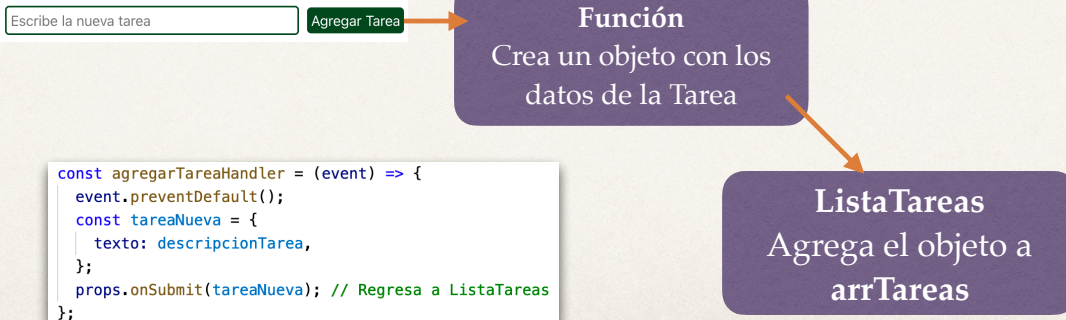 Escribe la nueva tarea
Agregar Tarea
Función
Crea un objeto con los
datos de la Tarea
const agregarTareaHandler = (event) => {
event.preventDefault();
const tareaNueva = {
texto: descripcionTarea,
};
props.onSubmit(tareaNueva); // Regresa a ListaTareas
};
ListaTareas
Agrega el objeto a
arrTareas